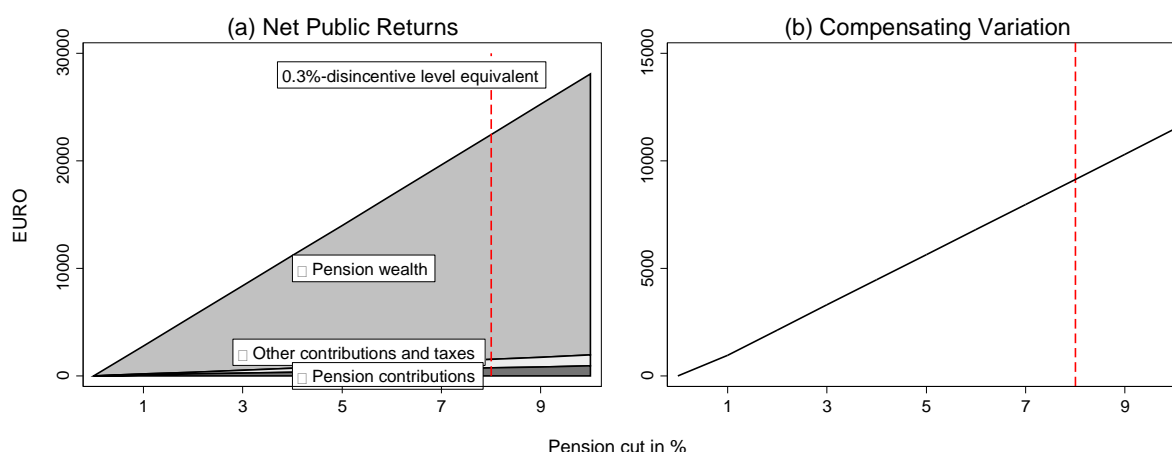 (a) Net Public Returns
(b) Compensating Variation
EURO
30000
20000
10000
0
0.3%-disincentive level equivalent
Pension wealth
Other contributions and taxes
Pension contributions
1 3 5 7 9
15000
10000
5000
0
1 3 5 7 9
Pension cut in %